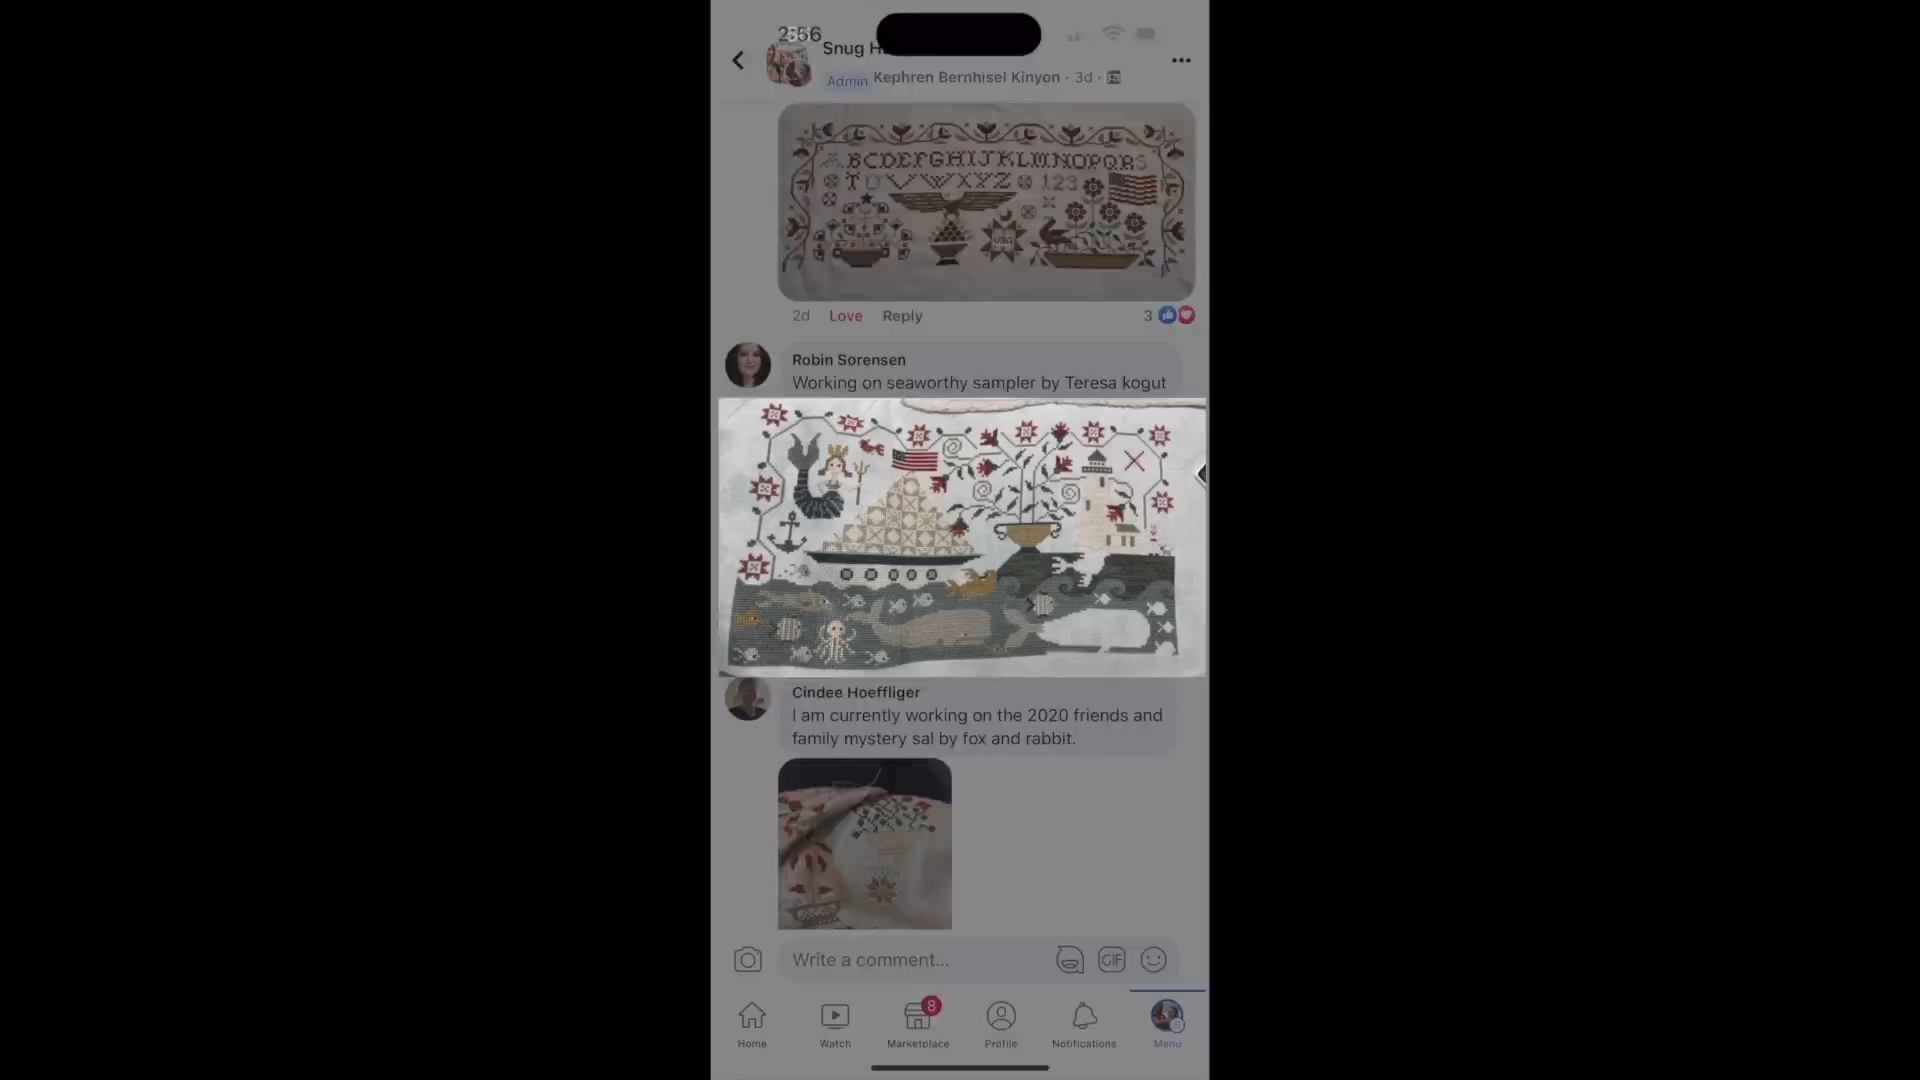 2:56
Snug H
Admin Kephren Bernhisel Kinyon · 3d ·
BCDEFGHIJKLMNOPQRS
TUVWXYZ 123
USA
2d Love Reply 3
Robin Sorensen
Working on seaworthy sampler by Teresa kogut
Cindee Hoeffliger
I am currently working on the 2020 friends and
family mystery sal by fox and rabbit.
Write a comment...
GIF
8
Home Watch Marketplace Profile Notifications Menu